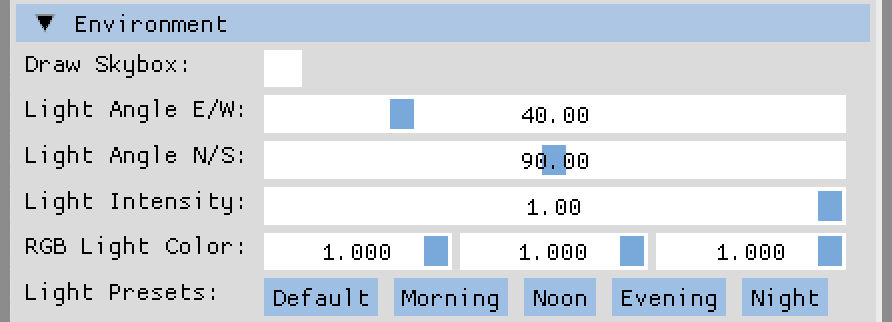 Environment
Draw Skybox:
Light Angle E/W: 40.00
Light Angle N/S: 90.00
Light Intensity: 1.00
RGB Light Color: 1.000 1.000 1.000
Light Presets: Default Morning Noon Evening Night